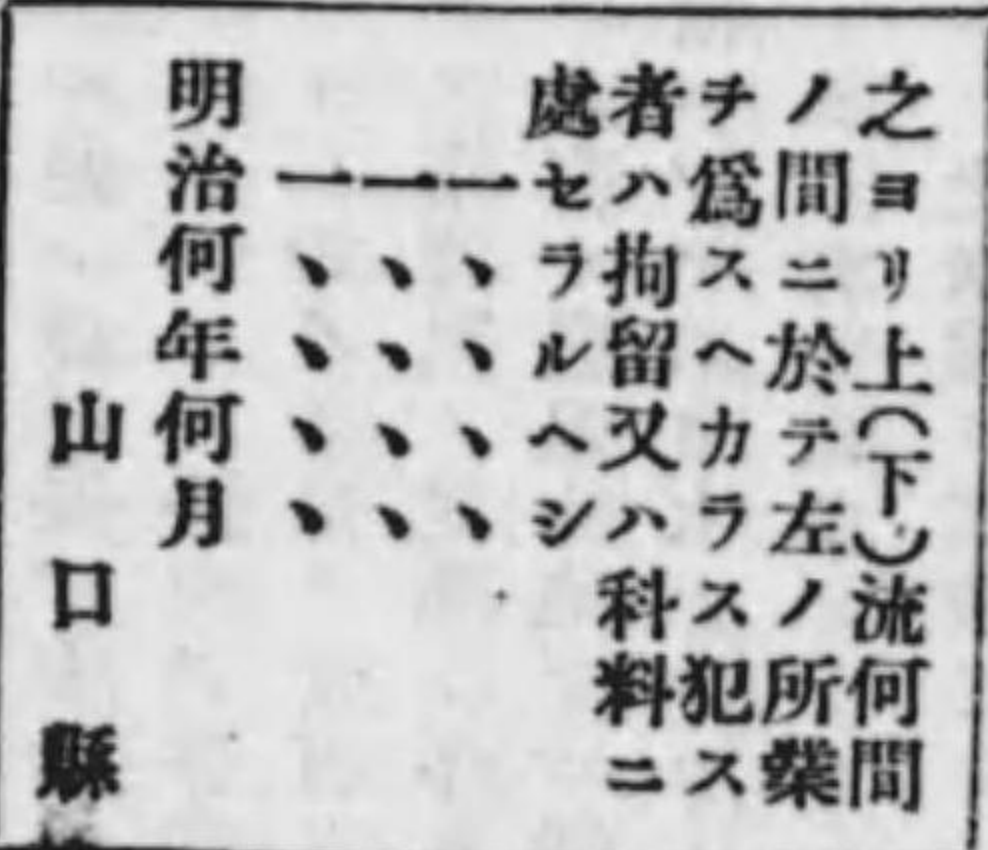 之ヨリ上(下)流何間
ノ間ニ於テ左ノ所業
チ爲スヘカラス犯ス
者ハ拘留又ハ科料ニ
處セラルヘシ
一、、、、
一、、、、
一、、、、
明治何年何月
山口縣